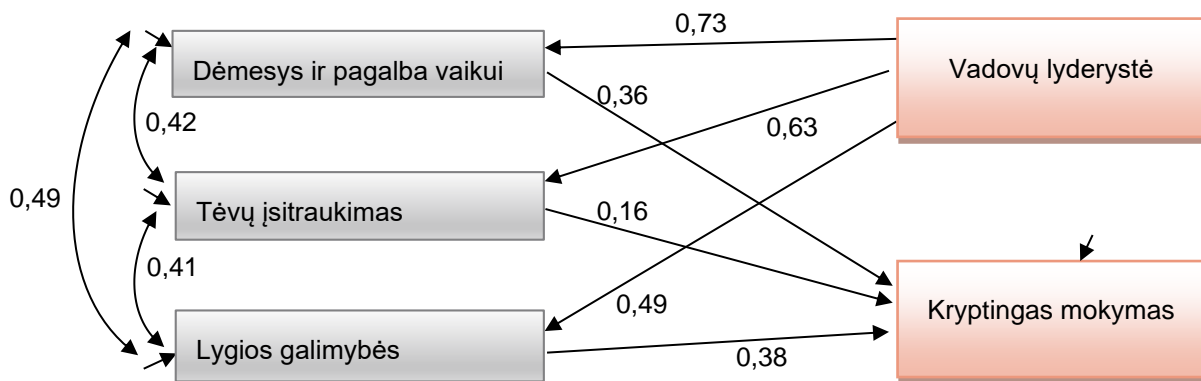 0,73
Dėmesys ir pagalba vaikui
Vadovų lyderystė
0,36
0,42
0,63
0,49
Tėvų įsitraukimas
0,16
0,41
0,49
Kryptingas mokymas
Lygios galimybės
0,38